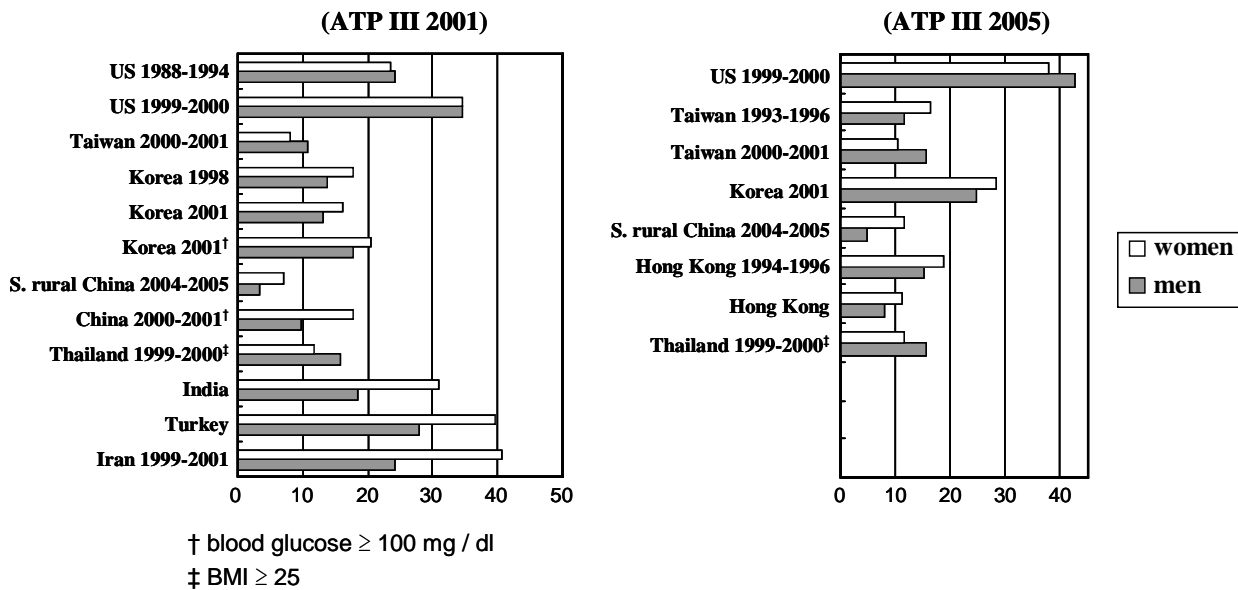 (ATP III 2001)
US 1988-1994
US 1999-2000
Taiwan 2000-2001
Korea 1998
Korea 2001
Korea 2001†
S. rural China 2004-2005
China 2000-2001†
Thailand 1999-2000‡
India
Turkey
Iran 1999-2001
0 10 20 30 40 50
† blood glucose ≥ 100 mg / dl
‡ BMI ≥ 25
(ATP III 2005)
US 1999-2000
Taiwan 1993-1996
Taiwan 2000-2001
Korea 2001
S. rural China 2004-2005
Hong Kong 1994-1996
Hong Kong
Thailand 1999-2000‡
0 10 20 30 40
women
men